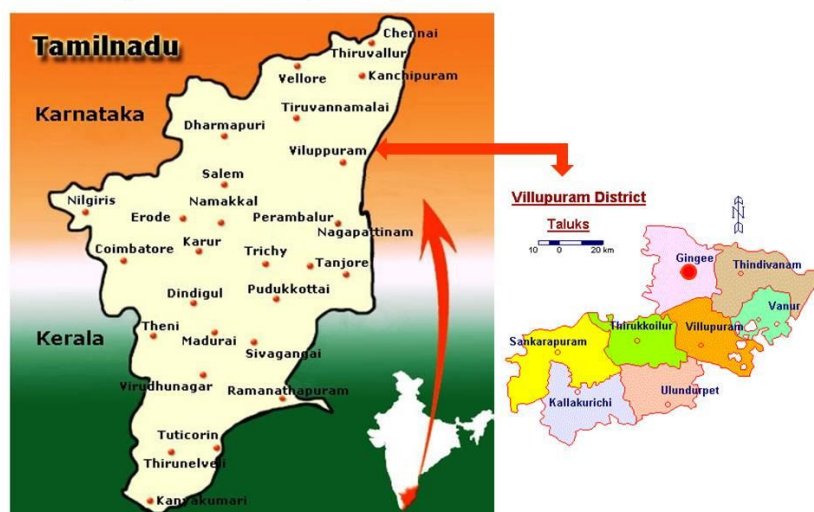 Tamilnadu
Chennai
Thiruvallur
Vellore
Kanchipuram
Karnataka
Tiruvannamalai
Dharmapuri
Viluppuram
Salem
Nilgiris
Namakkal
Erode
Perambalur
Nagapattinam
Karur
Coimbatore
Trichy
Tanjore
Dindigul
Pudukkottai
Kerala
Theni
Madurai
Sivagangai
Virudhunagar
Ramanathapuram
Tuticorin
Thirunelveli
Kanyakumari
Villupuram District
Taluks
N
10 0 20 km
Gingee
Thindivanam
Vanur
Thirukkoilur
Villupuram
Sankarapuram
Kallakurichi
Ulundurpet